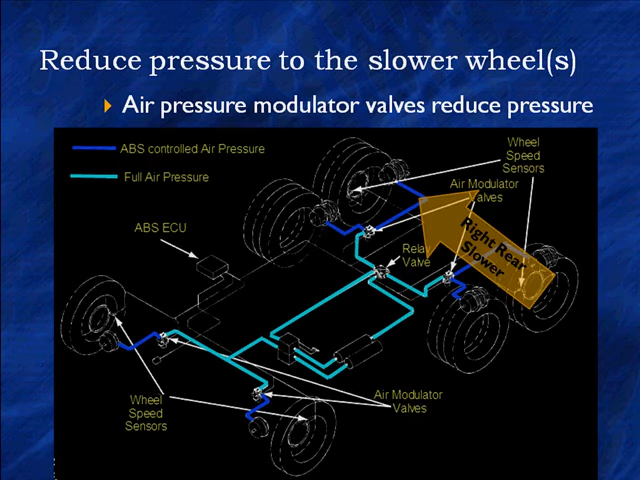 Reduce pressure to the slower wheel(s)
Air pressure modulator valves reduce pressure
ABS controlled Air Pressure
Full Air Pressure
Wheel
Speed
Sensors
Air Modulator
Valves
ABS ECU
Right Rear
Slower
Rela
Valve
Wheel
Speed
Sensors
Air Modulator
Valves